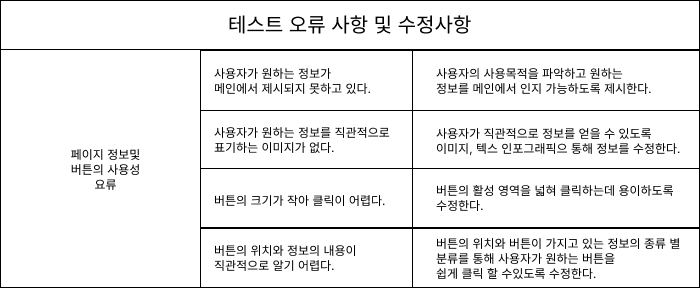 테스트 오류 사항 및 수정사항
페이지 정보및
버튼의 사용성
요류
사용자가 원하는 정보가
메인에서 제시되지 못하고 있다.
사용자의 사용목적을 파악하고 원하는
정보를 메인에서 인지 가능하도록 제시한다.
사용자가 원하는 정보를 직관적으로
표기하는 이미지가 없다.
사용자가 직관적으로 정보를 얻을 수 있도록
이미지, 텍스 인포그래픽으 통해 정보를 수정한다.
버튼의 크기가 작아 클릭이 어렵다.
버튼의 활성 영역을 넓혀 클릭하는데 용이하도록
수정한다.
버튼의 위치와 정보의 내용이
직관적으로 알기 어렵다.
버튼의 위치와 버튼이 가지고 있는 정보의 종류 별
분류를 통해 사용자가 원하는 버튼을
쉽게 클릭 할 수있도록 수정한다.